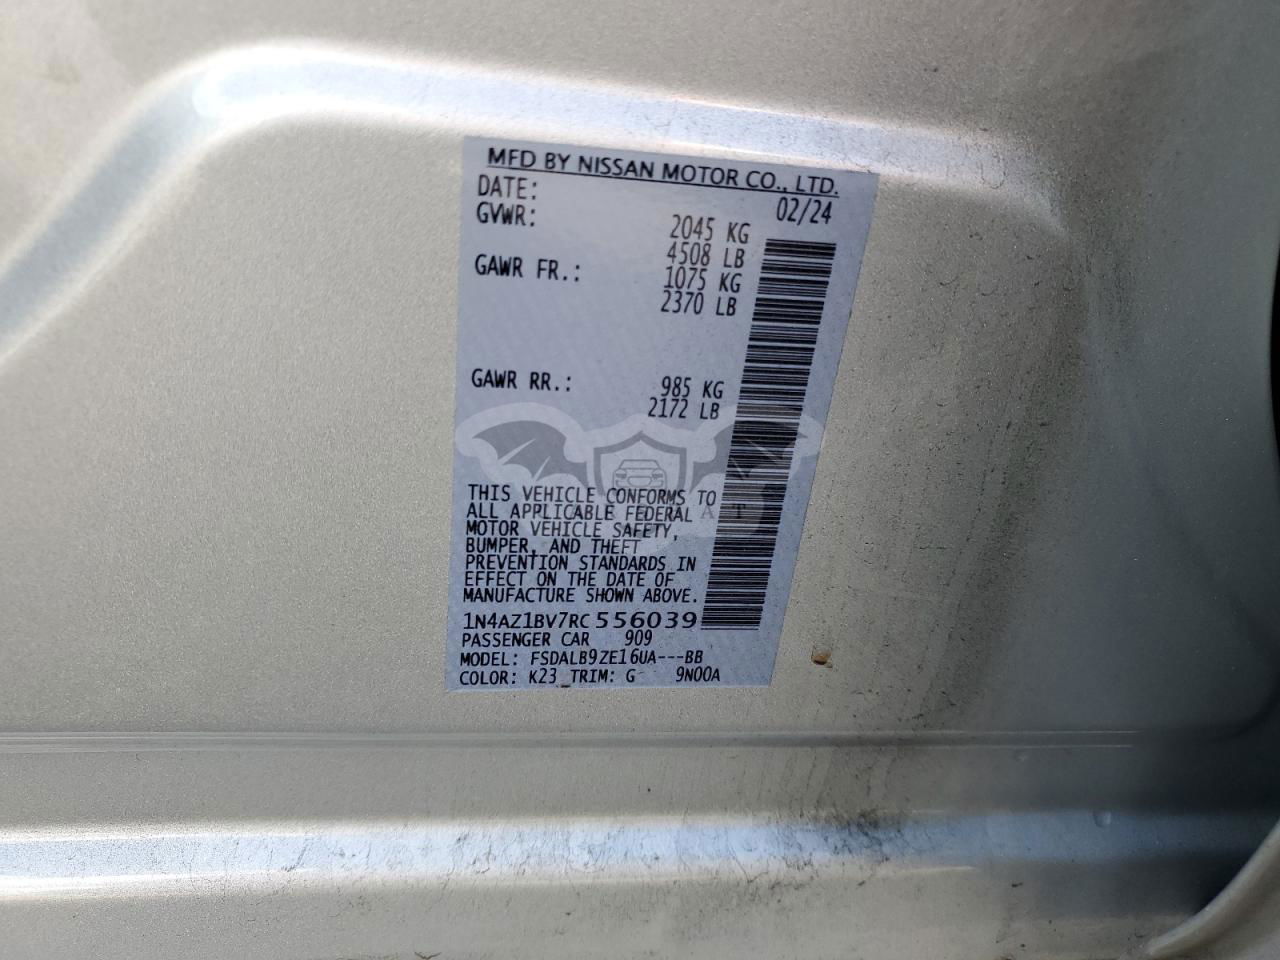 MFD BY NISSAN MOTOR CO., LTD.
DATE: 02/24
GVWR: 2045 KG
4508 LB
GAWR FR.: 1075 KG
2370 LB
GAWR RR.: 985 KG
2172 LB
THIS VEHICLE CONFORMS TO
ALL APPLICABLE FEDERAL
MOTOR VEHICLE SAFETY,
BUMPER, AND THEFT
PREVENTION STANDARDS IN
EFFECT ON THE DATE OF
MANUFACTURE SHOWN ABOVE.
1N4AZ1BV7RC556039
PASSENGER CAR 909
MODEL: FSDALB9ZE16UA---BB
COLOR: K23 TRIM: G 9N00A